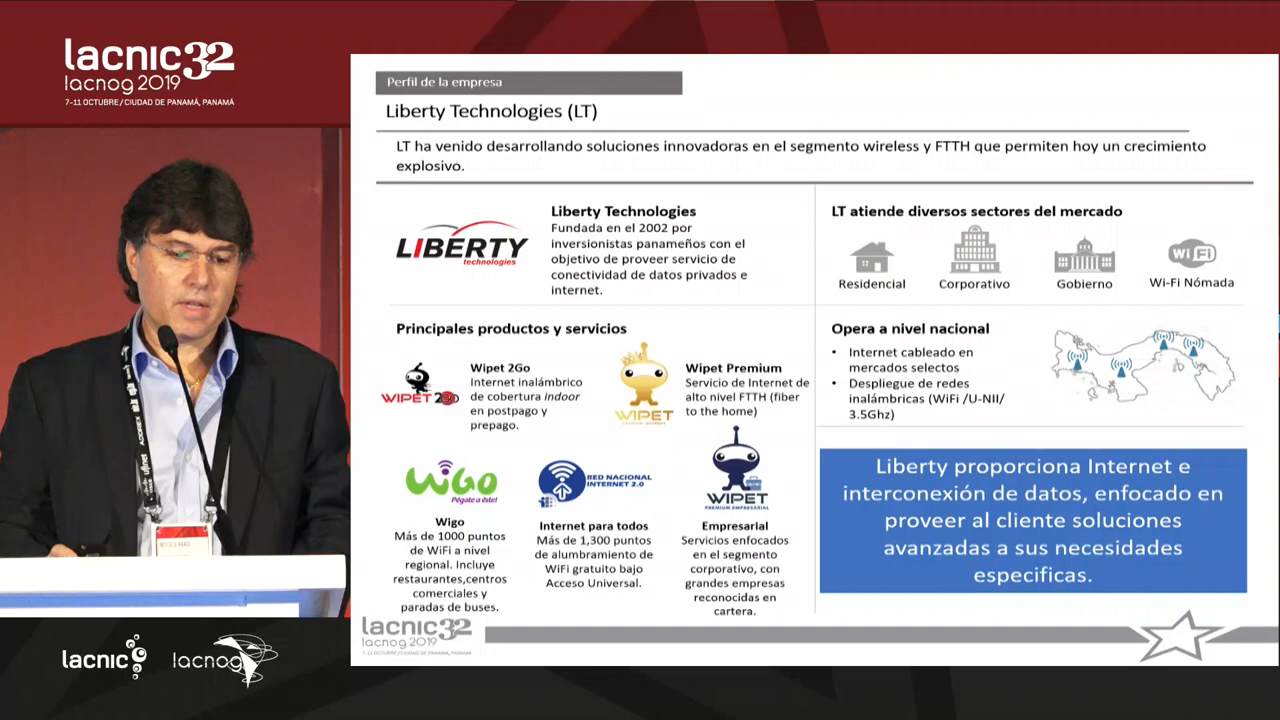 lacnic32
lacnog 2019
7-11 OCTUBRE / CIUDAD DE PANAMÁ, PANAMÁ
Perfil de la empresa
Liberty Technologies (LT)
LT ha venido desarrollando soluciones innovadoras en el segmento wireless y FTTH que permiten hoy un crecimiento
explosivo.
LIBERTY
technologies
Liberty Technologies
Fundada en el 2002 por
inversionistas panameños con el
objetivo de proveer servicio de
conectividad de datos privados e
internet.
LT atiende diversos sectores del mercado
Residencial
Corporativo
Gobierno
WiFi
Wi-Fi Nómada
Principales productos y servicios
WIPET 2GO
Wipet 2Go
Internet inalámbrico
de cobertura indoor
en postpago y
prepago.
WIPET
Wipet Premium
Servicio de Internet de
alto nivel FTTH (fiber
to the home)
Opera a nivel nacional
• Internet cableado en
mercados selectos
• Despliegue de redes
inalámbricas (WiFi /U-NII/
3.5Ghz)
WiGO
Pégate a éste!
Wigo
Más de 1000 puntos
de WiFi a nivel
regional. Incluye
restaurantes,centros
comerciales y
paradas de buses.
RED NACIONAL
INTERNET 2.0
Internet para todos
Más de 1,300 puntos
de alumbramiento de
WiFi gratuito bajo
Acceso Universal.
WIPET
PREMIUM EMPRESARIAL
Empresarial
Servicios enfocados
en el segmento
corporativo, con
grandes empresas
reconocidas en
cartera.
Liberty proporciona Internet e
interconexión de datos, enfocado en
proveer al cliente soluciones
avanzadas a sus necesidades
especificas.
lacnic32
lacnog 2019
7-11 OCTUBRE / CIUDAD DE PANAMÁ, PANAMÁ
lacnic
lacnog
ufinet